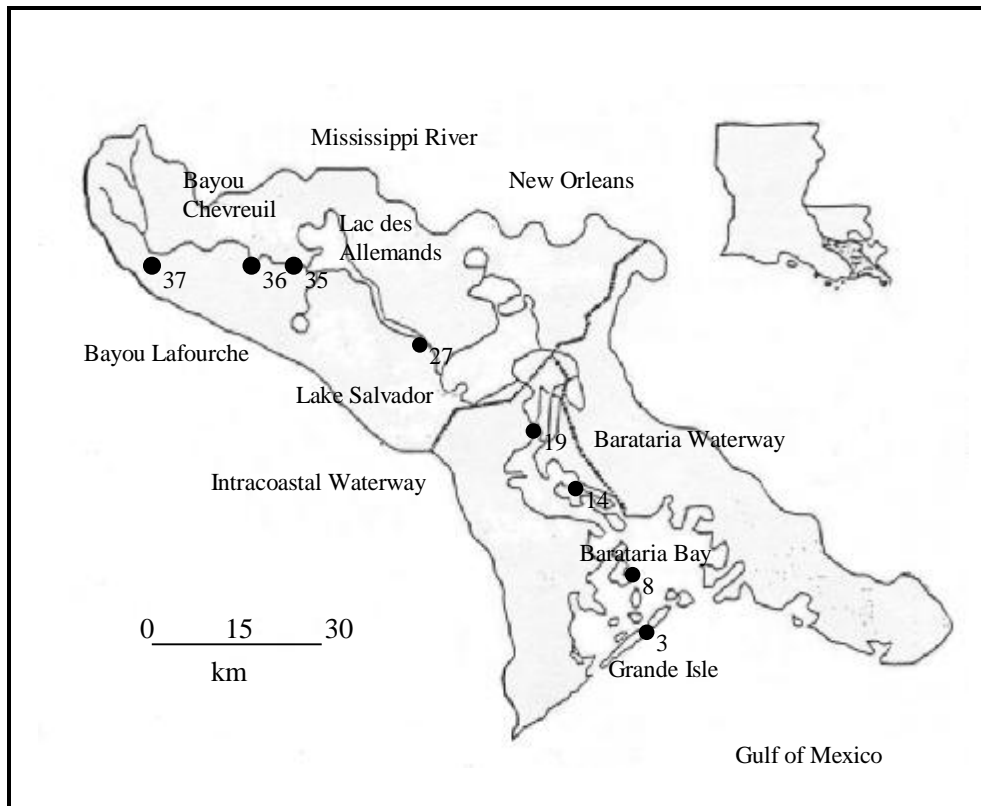 Mississippi River
New Orleans
Bayou
Chevreuil
Lac des
Allemands
37
36
35
27
Bayou Lafourche
Lake Salvador
19
Barataria Waterway
Intracoastal Waterway
14
Barataria Bay
8
0 15 30
km
3
Grande Isle
Gulf of Mexico